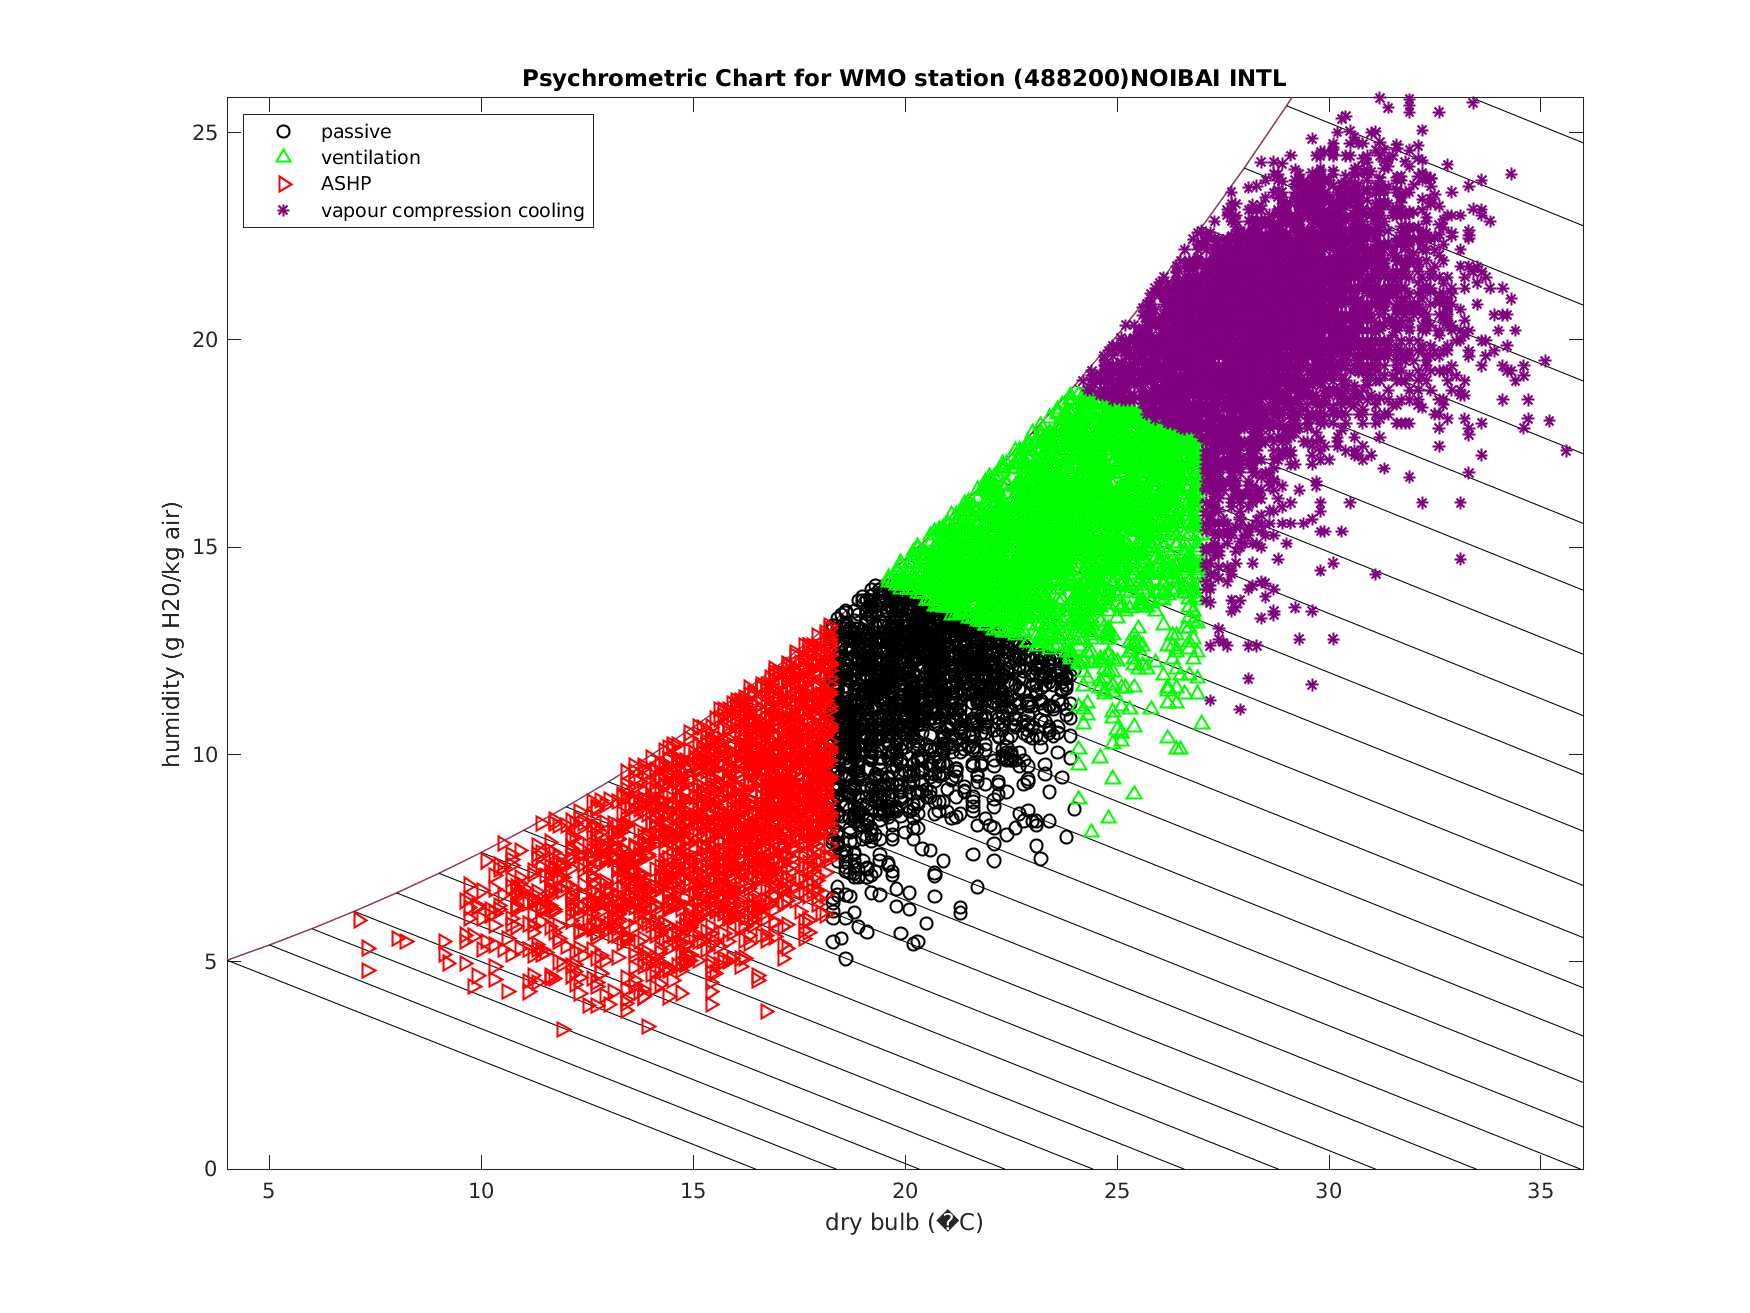 Psychrometric Chart for WMO station (488200)NOIBAI INTL
passive
ventilation
ASHP
vapour compression cooling
humidity (g H20/kg air)
25
20
15
10
5
0
5 10 15 20 25 30 35
dry bulb (�C)